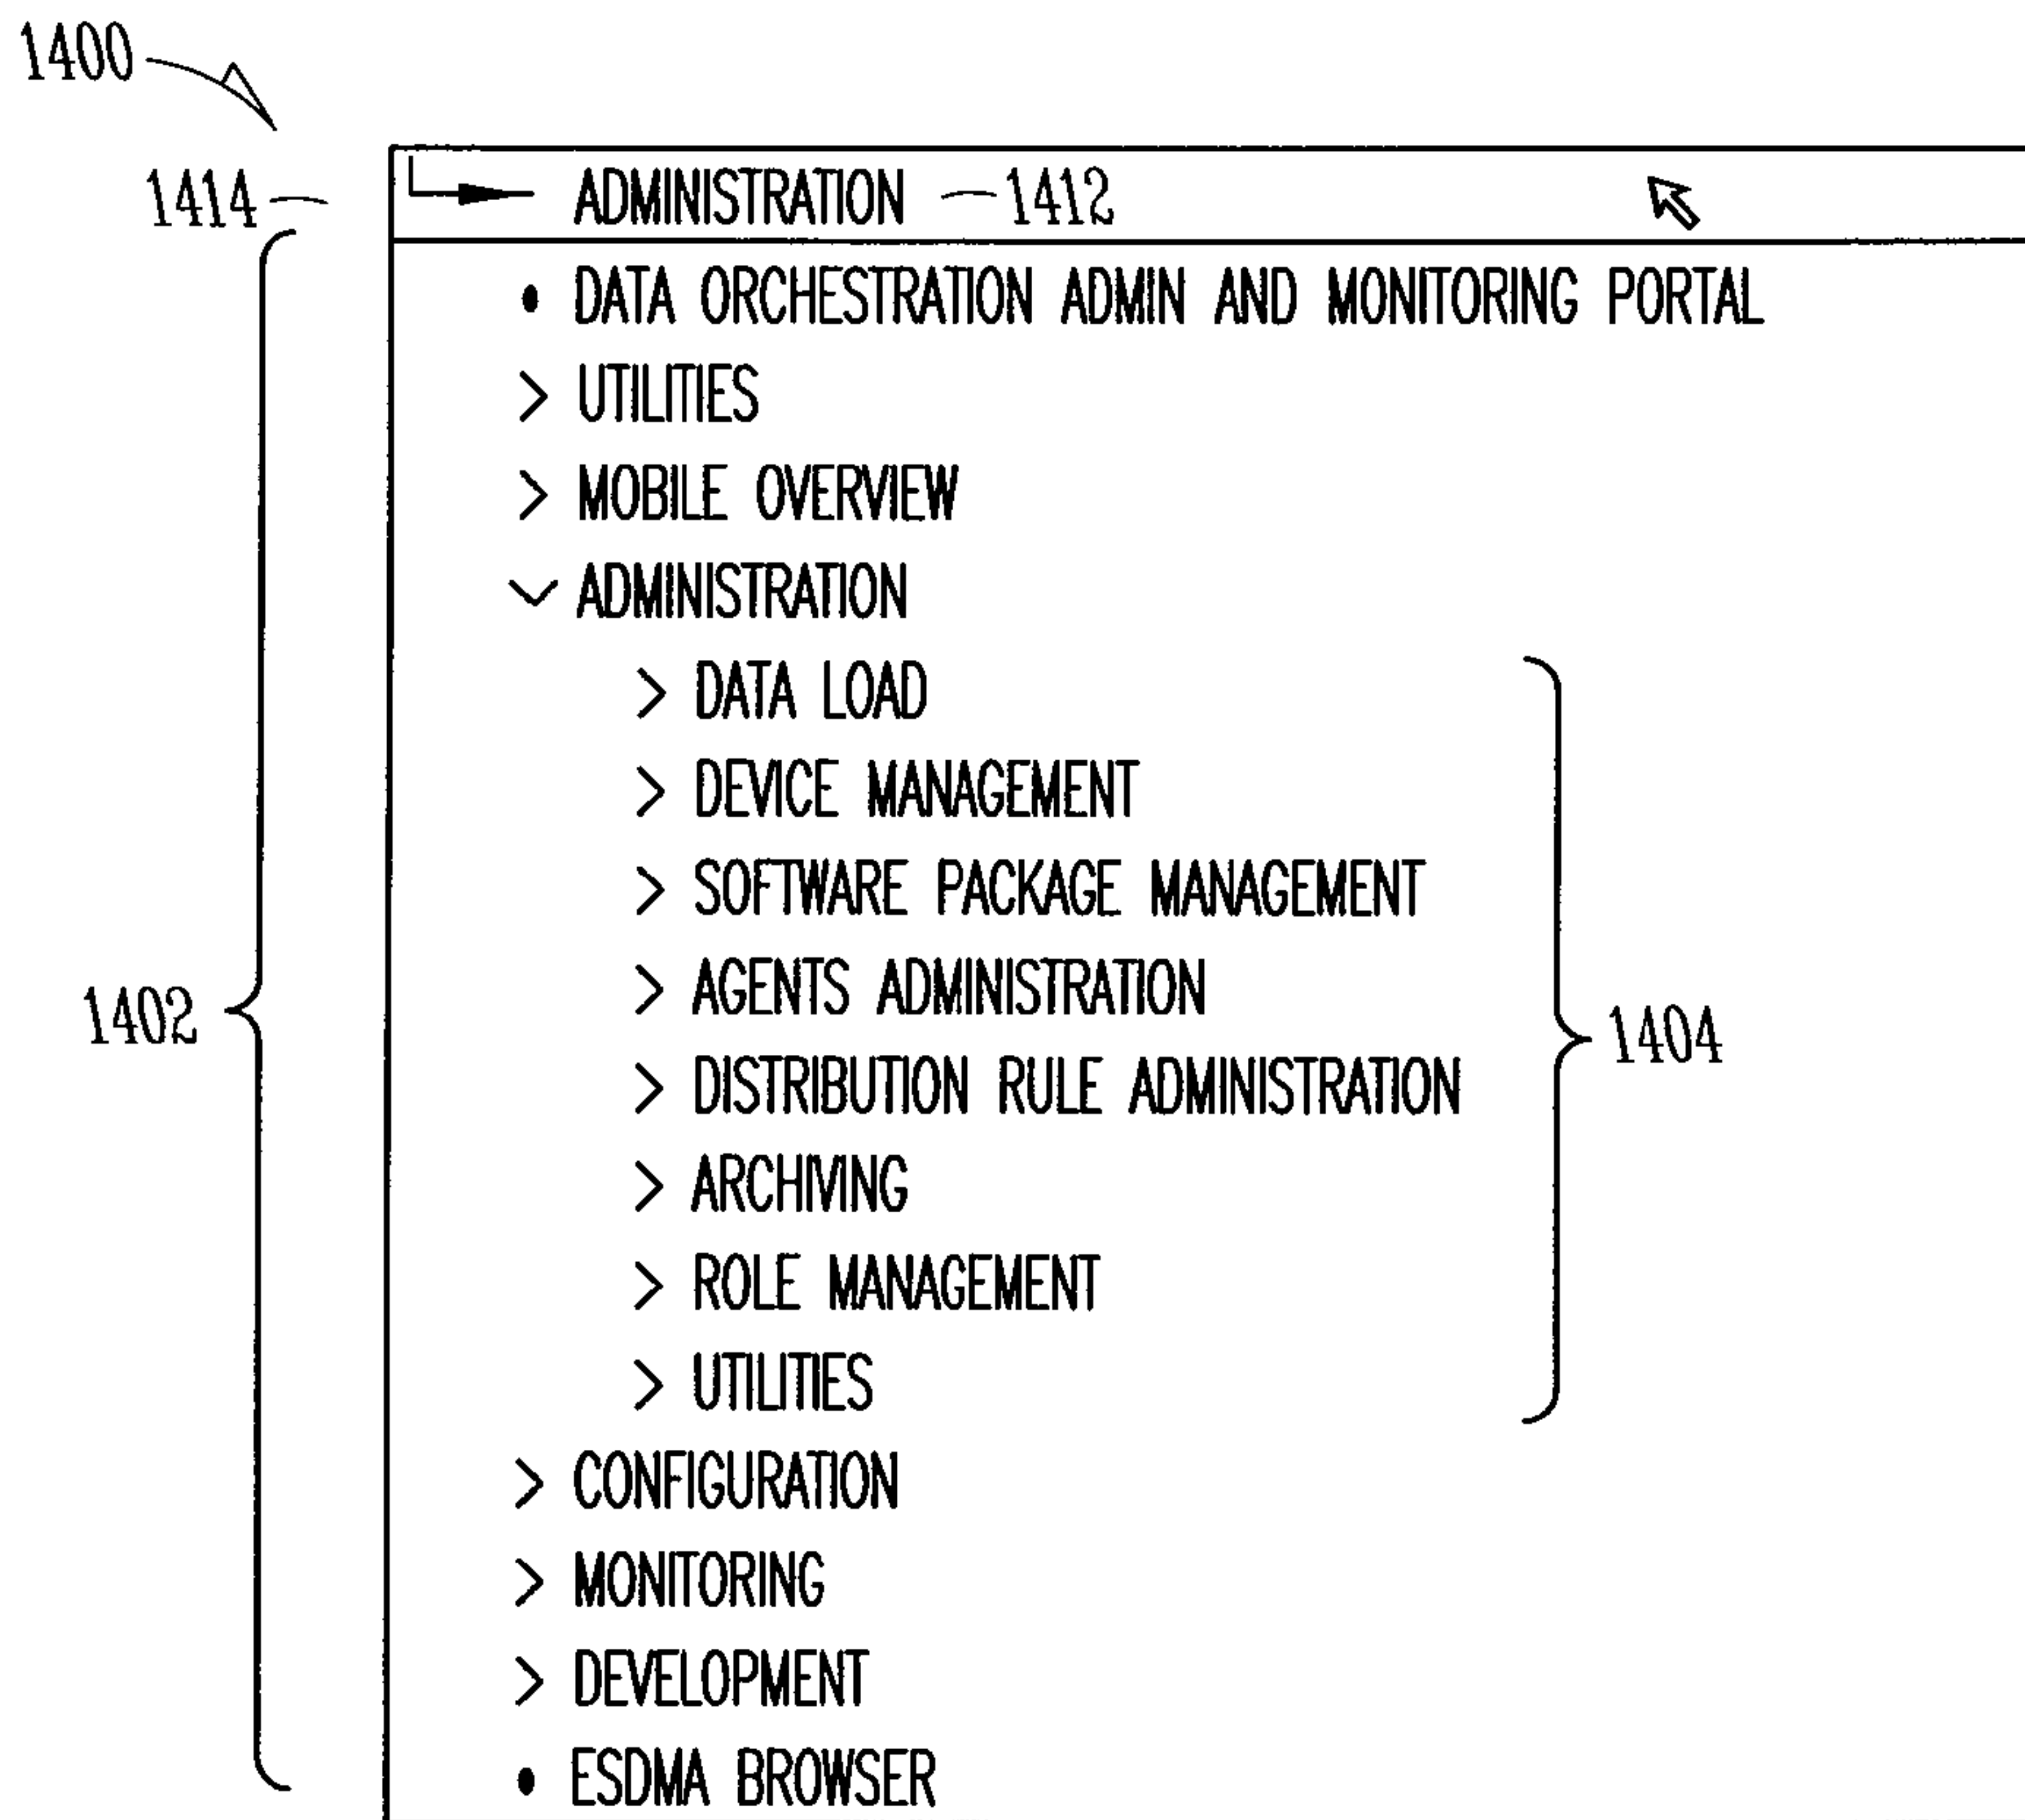 1400
1414 ADMINISTRATION 1412
• DATA ORCHESTRATION ADMIN AND MONITORING PORTAL
> UTILITIES
> MOBILE OVERVIEW
ADMINISTRATION
> DATA LOAD
> DEVICE MANAGEMENT
> SOFTWARE PACKAGE MANAGEMENT
> AGENTS ADMINISTRATION
1402
> DISTRIBUTION RULE ADMINISTRATION
1404
> ARCHIVING
> ROLE MANAGEMENT
> UTILITIES
> CONFIGURATION
> MONITORING
> DEVELOPMENT
• ESDMA BROWSER